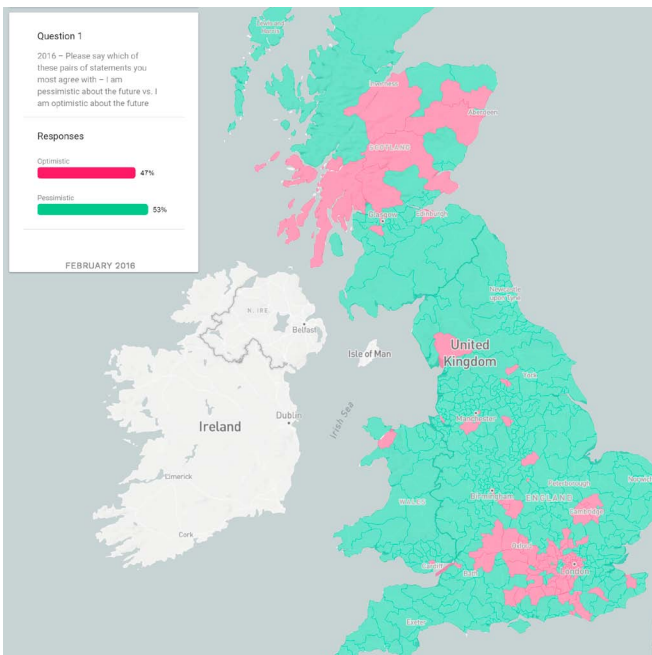 Question 1
2016 – Please say which of
these pairs of statements you
most agree with – I am
pessimistic about the future vs. I
am optimistic about the future
Responses
Optimistic
47%
Pessimistic
53%
FEBRUARY 2016
Inverness
Aberdeen
SCOTLAND
Glasgow
Edinburgh
N. IRE.
Belfast
Newcastle
upon Tyne
Isle of Man
United
Kingdom
York
Irish Sea
Dublin
Ireland
Manchester
Limerick
Peterborough
Birmingham
ENGLAND
Cambridge
WALES
Cork
Oxford
Cardiff
Bath
London
Exeter